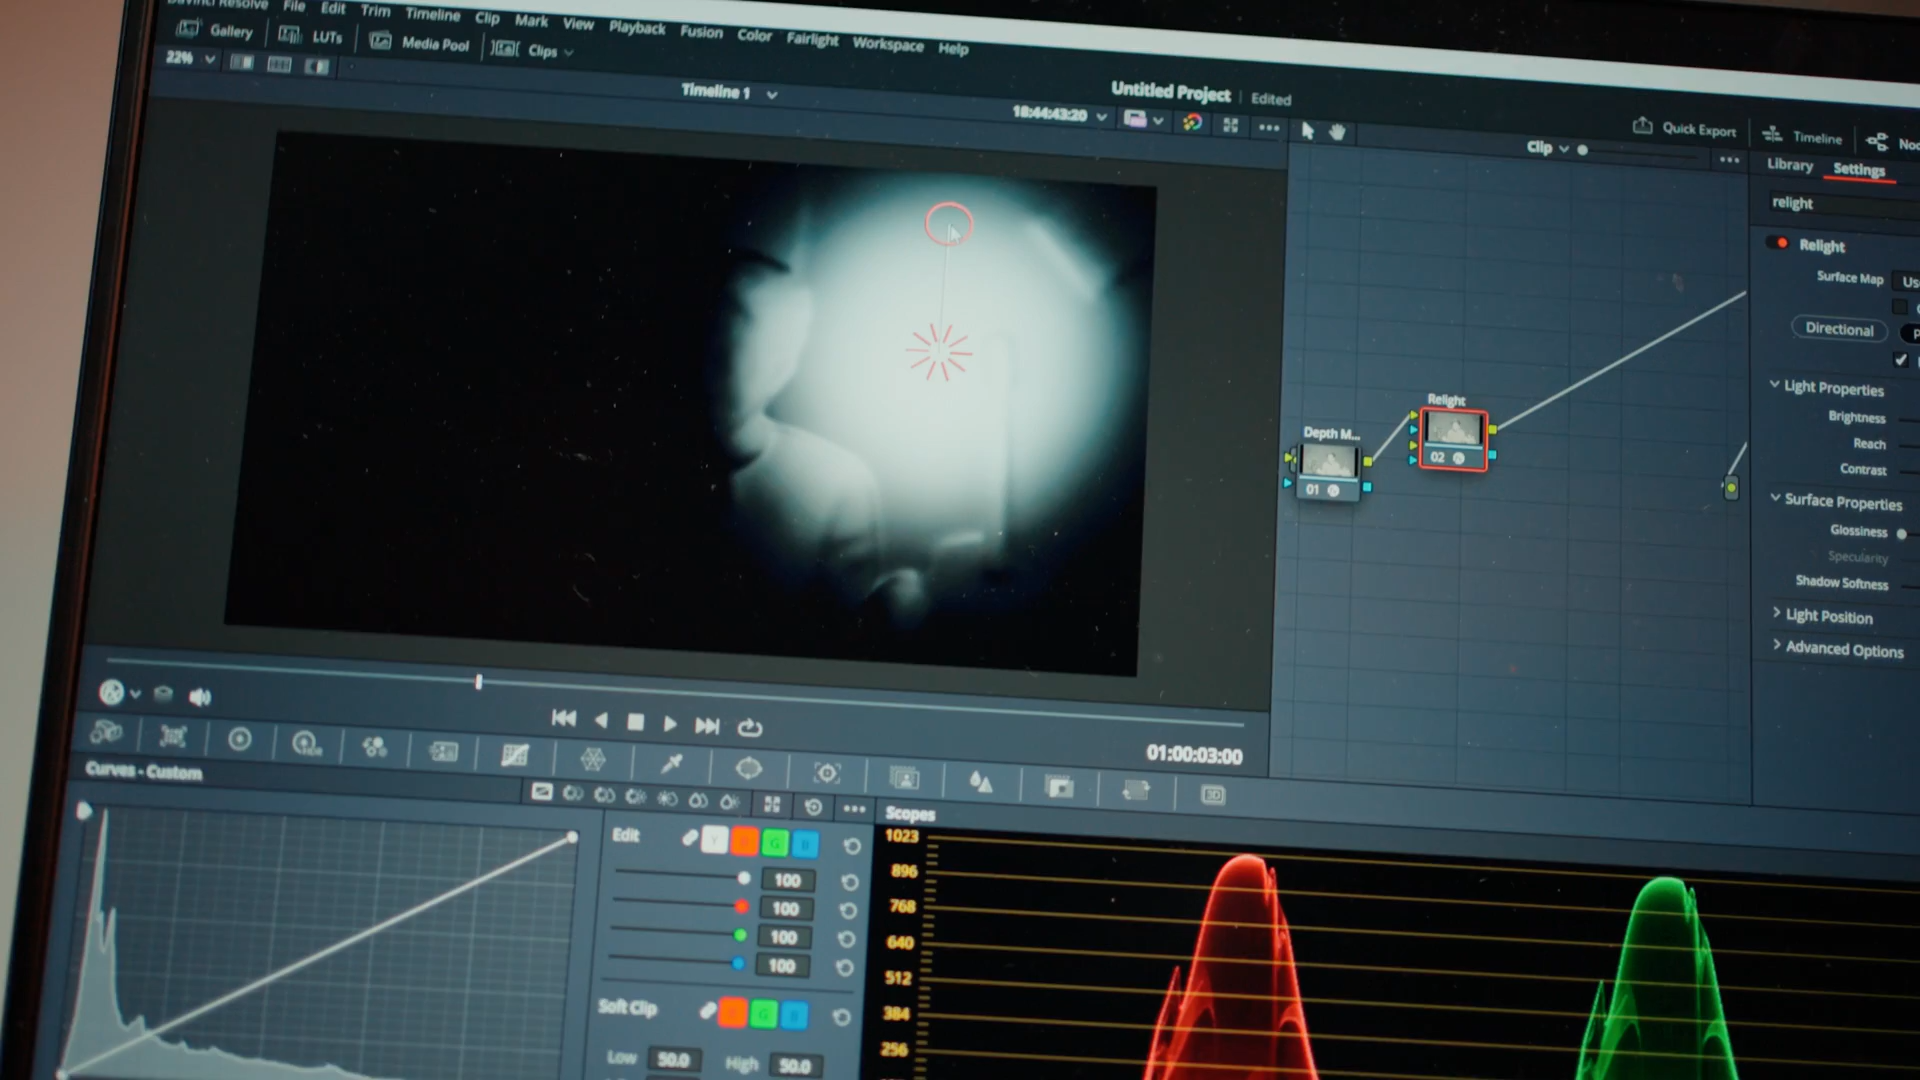 DaVinci Resolve File Edit Trim Timeline Clip Mark View Playback Fusion Color Fairlight Workspace Help
Gallery LUTs Media Pool Clips
22%
Timeline 1
Untitled Project Edited
18:44:43:20
Quick Export Timeline
Clip
Library Settings
relight
Relight
Surface Map
Directional
Light Properties
Brightness
Reach
Contrast
Surface Properties
Glossiness
Specularity
Shadow Softness
Light Position
Advanced Options
Relight
02
Depth M...
01
01:00:03:00
Curves - Custom
Edit
100
100
100
100
Soft Clip
Low 50.0 High 50.0
Scopes
1023
896
768
640
512
384
256